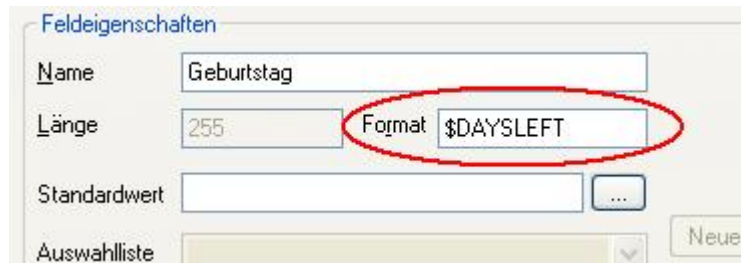 Feldeigenschaften
Name Geburtstag
Länge 255 Format $DAYSLEFT
Standardwert ...
Auswahlliste Neue